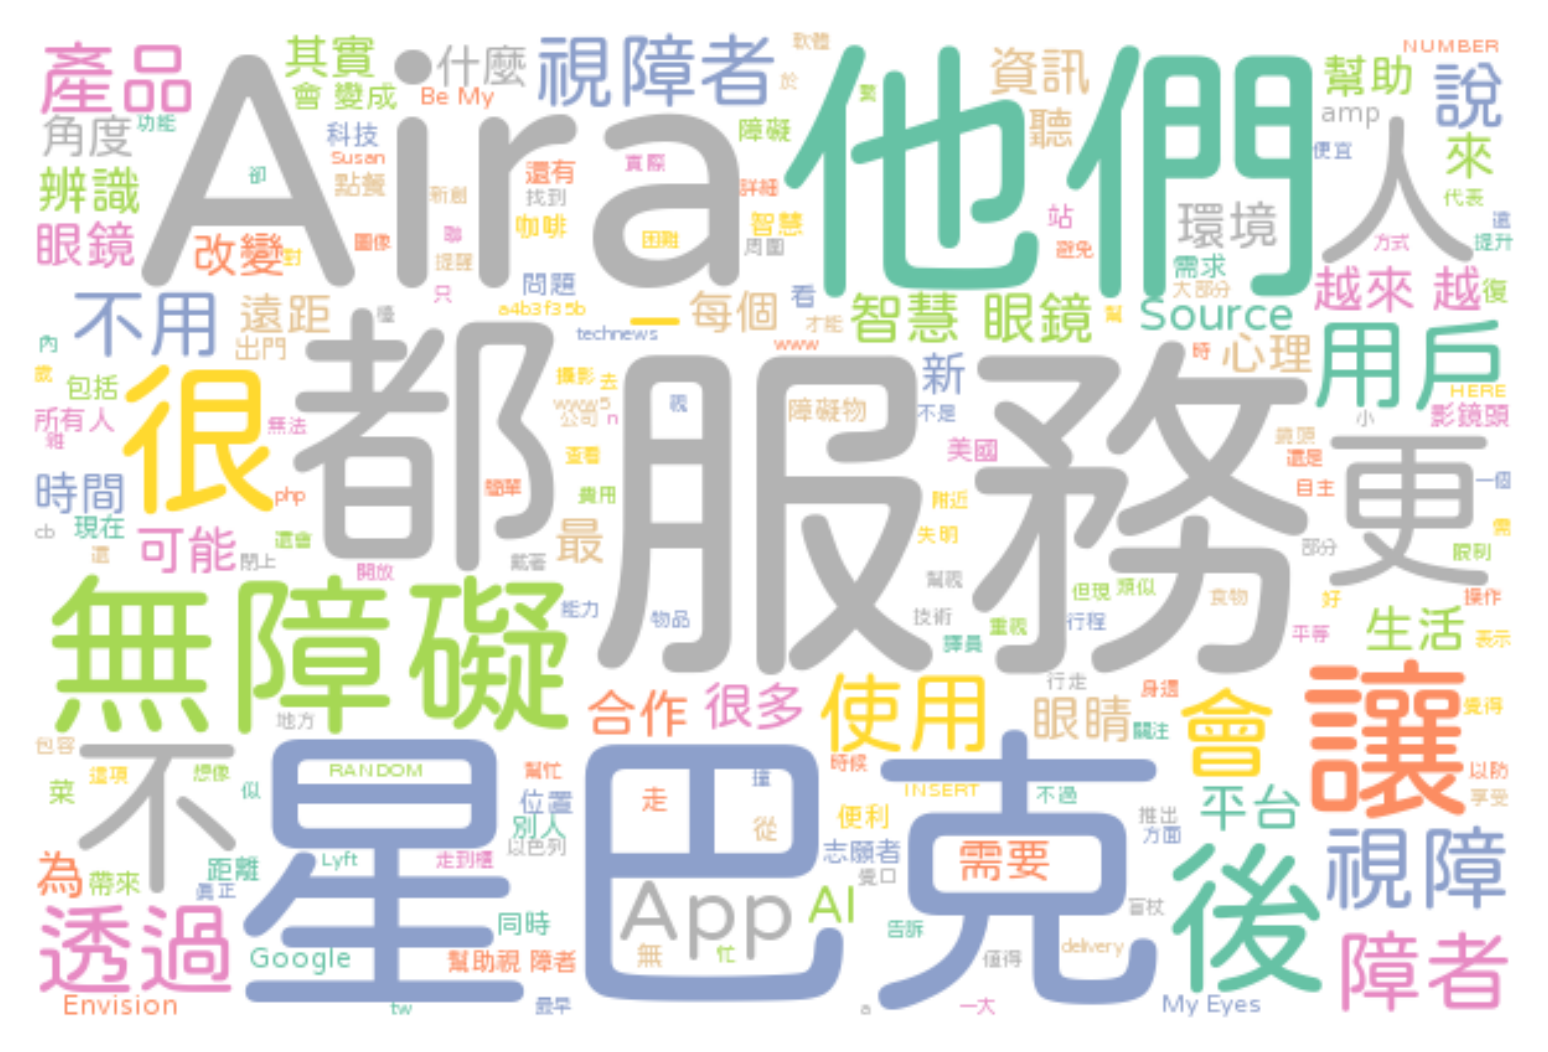 產品
其實
什麼
視障者
軟體
資訊
NUMBER
幫助
說
會 變成
Be My
於
繁
角度
功能
科技
障礙
聽
amp
便宜
Aira
他們
人
來
Susan
實際
辨識
卻
點餐
還有
詳細
新創
找到
代表
眼鏡
改變
對
圖像
聯
咖啡
困難
智慧
周圍
站
避免
環境
方式
提升
提醒
問題
需求
只
a4b3f35b
大部分
越來 越
復
不用
遠距
每個
看
才能
智慧 眼鏡
幫
Source
technews
內
出門
www
時
心理
用戶
歲
包括
很
都
服務
攝影
去
新
HERE
www5
公司
n
視
障礙物
不是
小
影鏡頭
所有人
無法
美國
鏡頭
還是
更
查看
時間
php
簡單
費用
附近
自主
一個
cb
現在
可能
還會
最
失明
部分
需
限制
閉上
開放
戴著
幫視
但現
類似
食物
好
操作
無障礙
能力
物品
技術
重視
行程
譯員
平等
生活
表示
合作
很多
使用
行走
身邊
會
讓
覺得
地方
眼睛
關注
包容
不
這項
想像
RANDOM
幫忙
時候
以防
菜
似
星巴克
位置
走
INSERT
不過
平台
享受
別人
從
便利
推出
方面
以色列
Lyft
走到櫃
志願者
需要
視障
為
帶來
距離
真正
窗口
後
App
AI
盲杖
透過
同時
告訴
障者
Google
幫助視 障者
無
忙
值得
delivery
Envision
tw
最早
a
一大
My Eyes